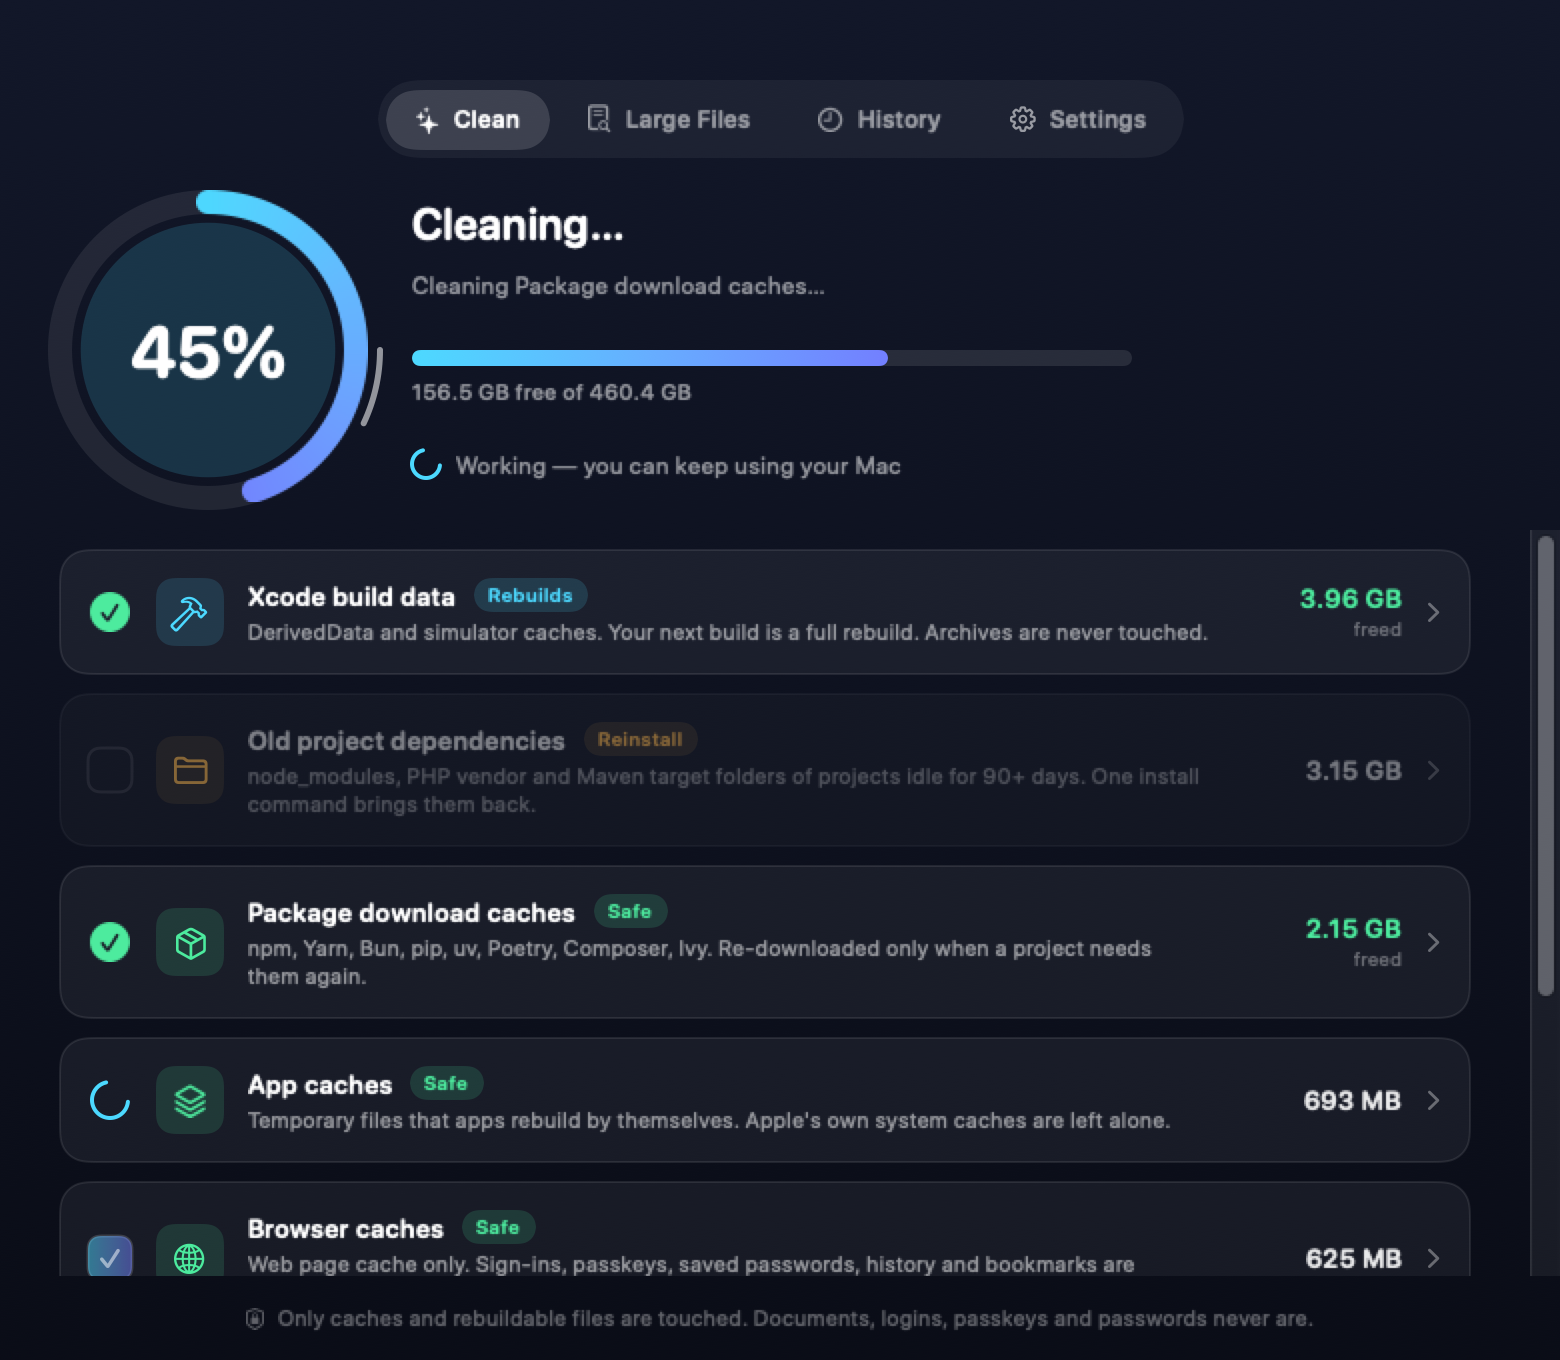 Clean
Large Files
History
Settings
45%
Cleaning...
Cleaning Package download caches...
156.5 GB free of 460.4 GB
Working — you can keep using your Mac
Xcode build data
Rebuilds
DerivedData and simulator caches. Your next build is a full rebuild. Archives are never touched.
3.96 GB
freed
Old project dependencies
Reinstall
node_modules, PHP vendor and Maven target folders of projects idle for 90+ days. One install
command brings them back.
3.15 GB
Package download caches
Safe
npm, Yarn, Bun, pip, uv, Poetry, Composer, Ivy. Re-downloaded only when a project needs
them again.
2.15 GB
freed
App caches
Safe
Temporary files that apps rebuild by themselves. Apple's own system caches are left alone.
693 MB
Browser caches
Safe
Web page cache only. Sign-ins, passkeys, saved passwords, history and bookmarks are
625 MB
Only caches and rebuildable files are touched. Documents, logins, passkeys and passwords never are.